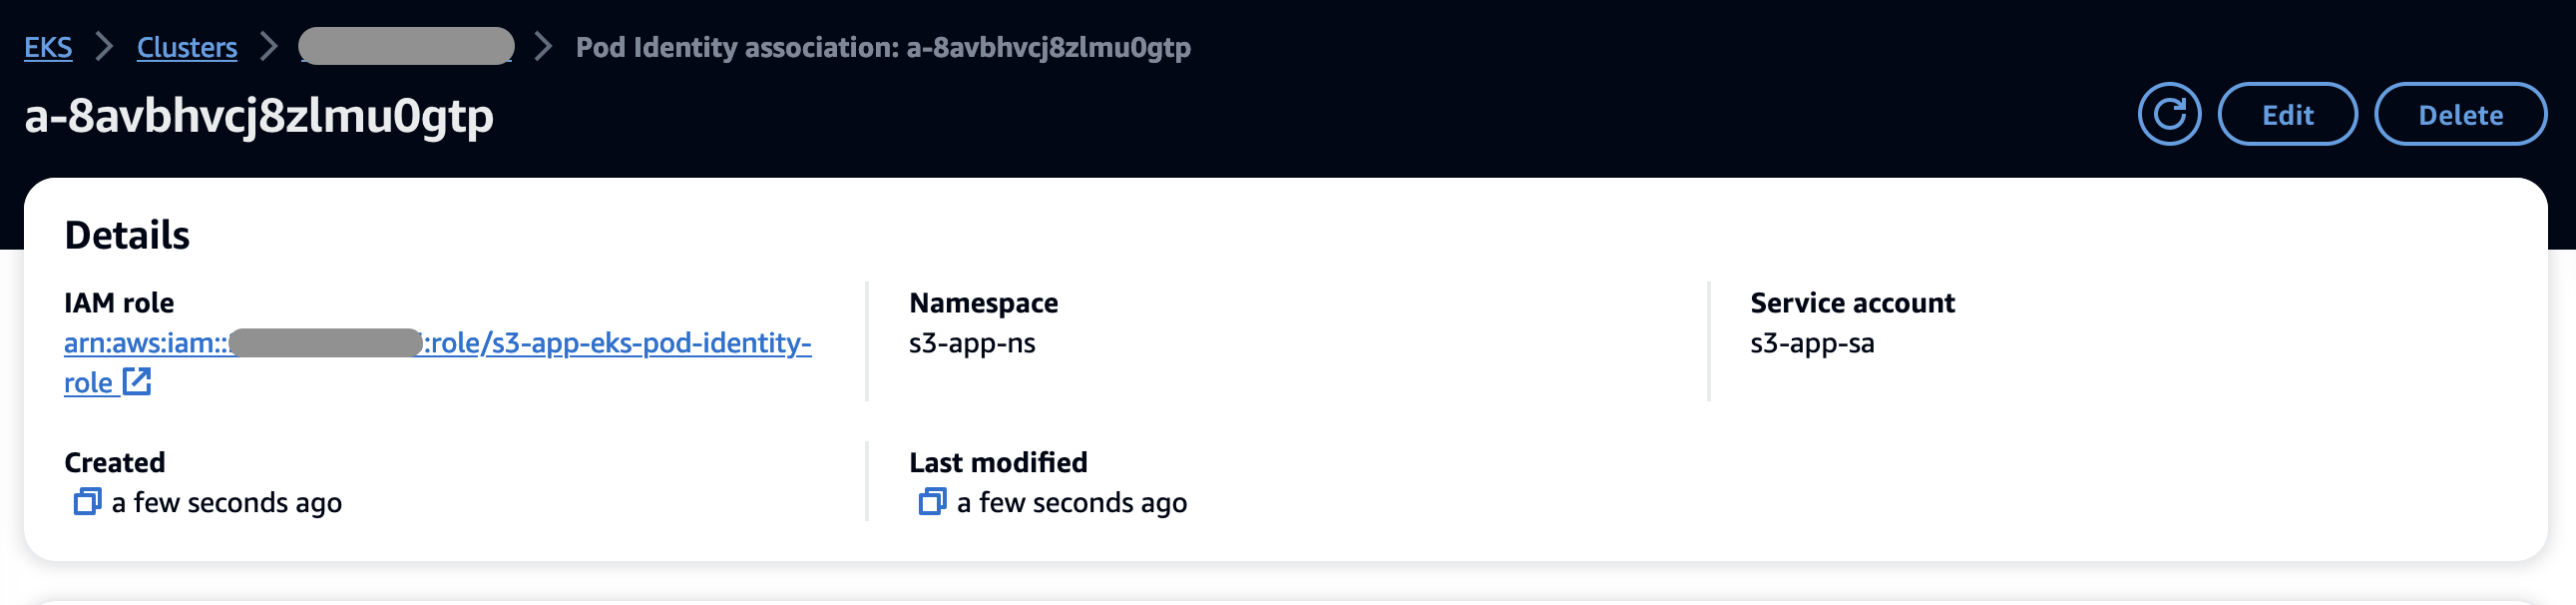 EKS > Clusters > > Pod Identity association: a-8avbhvcj8zlmu0gtp
a-8avbhvcj8zlmu0gtp
Edit
Delete
Details
IAM role
arn:aws:iam:: :role/s3-app-eks-pod-identity-
role
Namespace
s3-app-ns
Service account
s3-app-sa
Created
a few seconds ago
Last modified
a few seconds ago